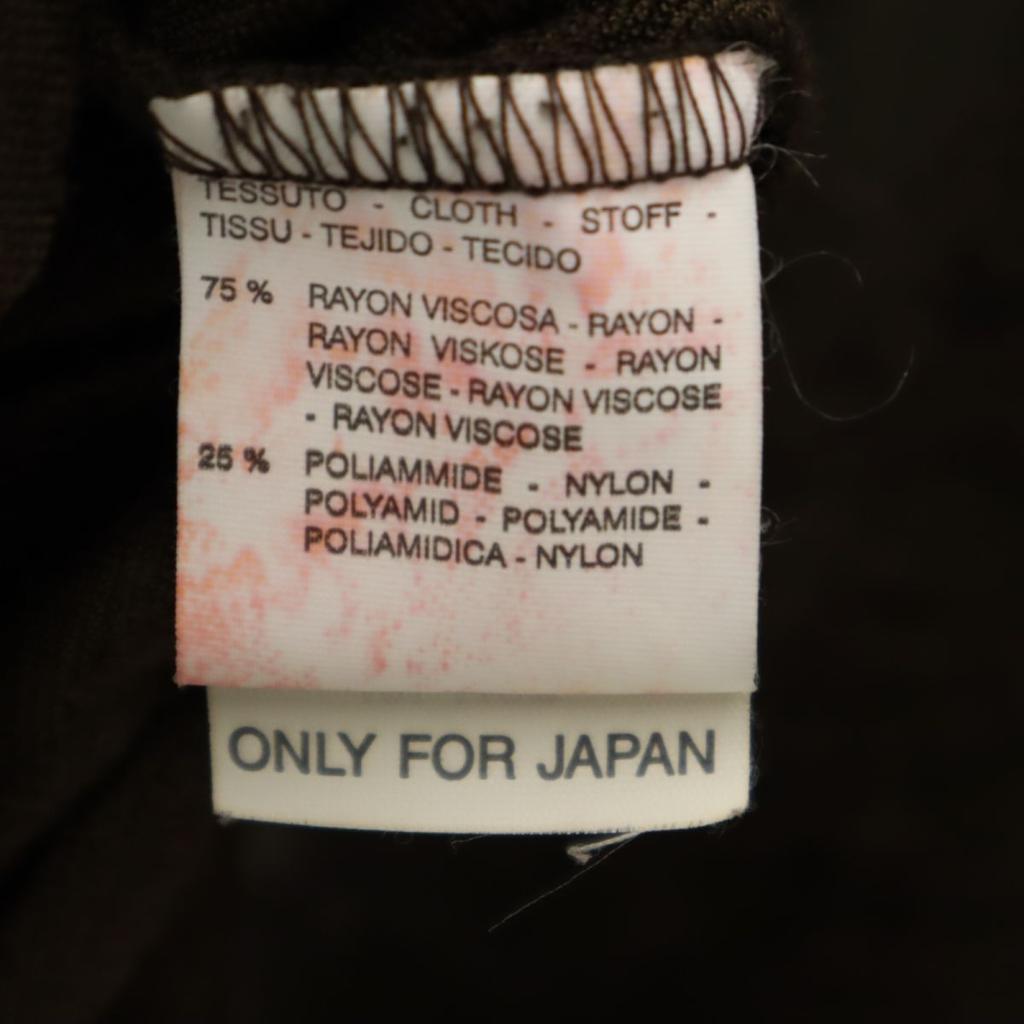 TESSUTO - CLOTH - STOFF -
TISSU - TEJIDO - TECIDO
75 % RAYON VISCOSA - RAYON -
RAYON VISKOSE - RAYON
VISCOSE - RAYON VISCOSE
- RAYON VISCOSE
25 % POLIAMMIDE - NYLON -
POLYAMID - POLYAMIDE -
POLIAMIDICA - NYLON
ONLY FOR JAPAN